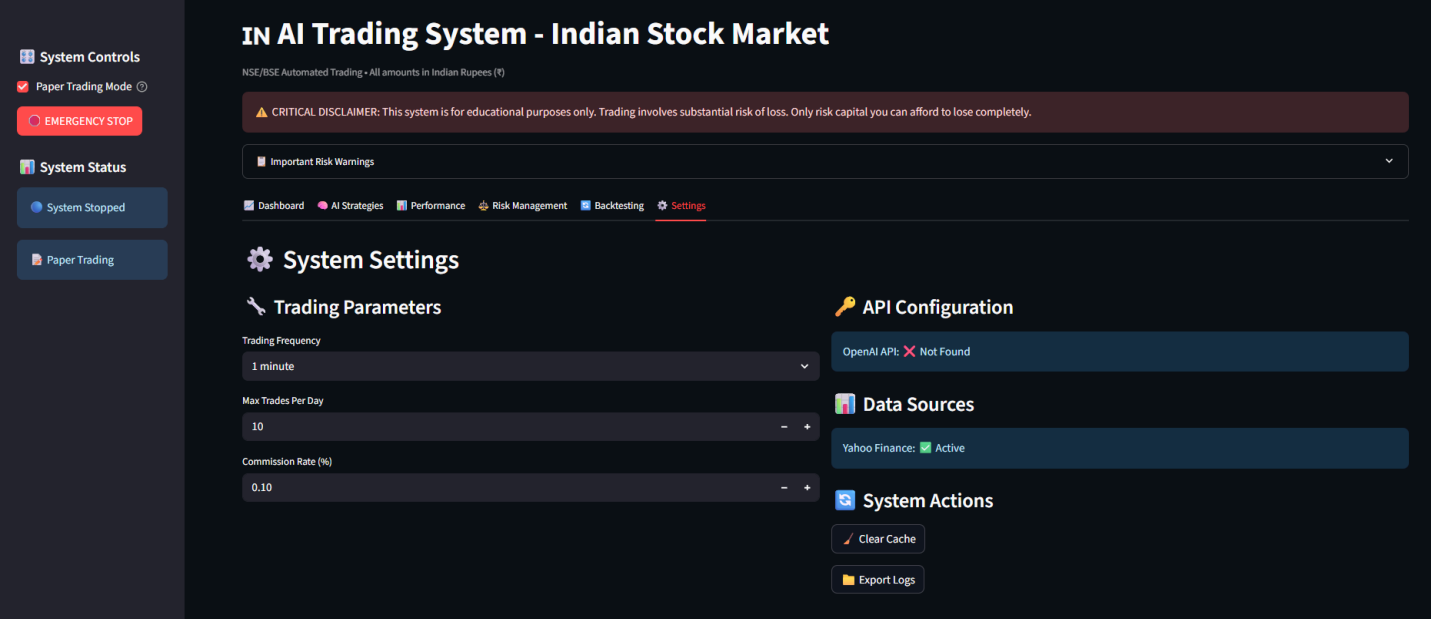 System Controls
Paper Trading Mode
EMERGENCY STOP
System Status
System Stopped
Paper Trading
IN AI Trading System - Indian Stock Market
NSE/BSE Automated Trading • All amounts in Indian Rupees (₹)
CRITICAL DISCLAIMER: This system is for educational purposes only. Trading involves substantial risk of loss. Only risk capital you can afford to lose completely.
Important Risk Warnings
Dashboard AI Strategies Performance Risk Management Backtesting Settings
System Settings
Trading Parameters
Trading Frequency
1 minute
Max Trades Per Day
10
Commission Rate (%)
0.10
API Configuration
OpenAI API: ❌ Not Found
Data Sources
Yahoo Finance: ✅ Active
System Actions
Clear Cache
Export Logs